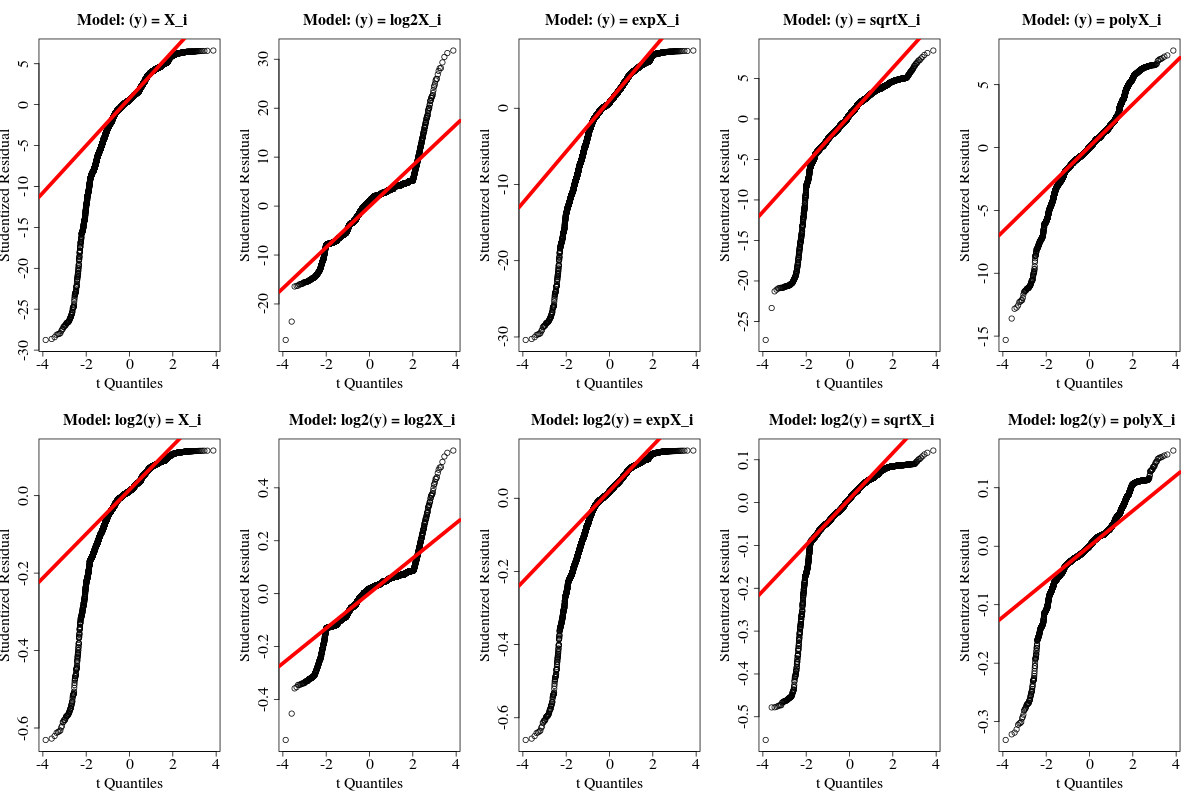 Model: (y) = X_i
Model: (y) = log2X_i
Model: (y) = expX_i
Model: (y) = sqrtX_i
Model: (y) = polyX_i
Studentized Residual
5
0
-5
-10
-15
-20
-25
-30
-4 -2 0 2 4
t Quantiles
Studentized Residual
30
20
10
0
10
20
-4 -2 0 2 4
t Quantiles
Studentized Residual
0
-10
-20
-30
-4 -2 0 2 4
t Quantiles
Studentized Residual
5
0
-5
-10
-15
-20
-25
-4 -2 0 2 4
t Quantiles
Studentized Residual
5
0
-5
-10
-15
-4 -2 0 2 4
t Quantiles
Model: log2(y) = X_i
Model: log2(y) = log2X_i
Model: log2(y) = expX_i
Model: log2(y) = sqrtX_i
Model: log2(y) = polyX_i
Studentized Residual
0.0
-0.2
-0.4
-0.6
-4 -2 0 2 4
t Quantiles
Studentized Residual
0.4
0.2
0.0
-0.2
-0.4
-4 -2 0 2 4
t Quantiles
Studentized Residual
0.0
-0.2
-0.4
-0.6
-4 -2 0 2 4
t Quantiles
Studentized Residual
0.1
0.0
-0.1
-0.2
-0.3
-0.4
-0.5
-4 -2 0 2 4
t Quantiles
Studentized Residual
0.1
0.0
-0.1
-0.2
-0.3
-4 -2 0 2 4
t Quantiles